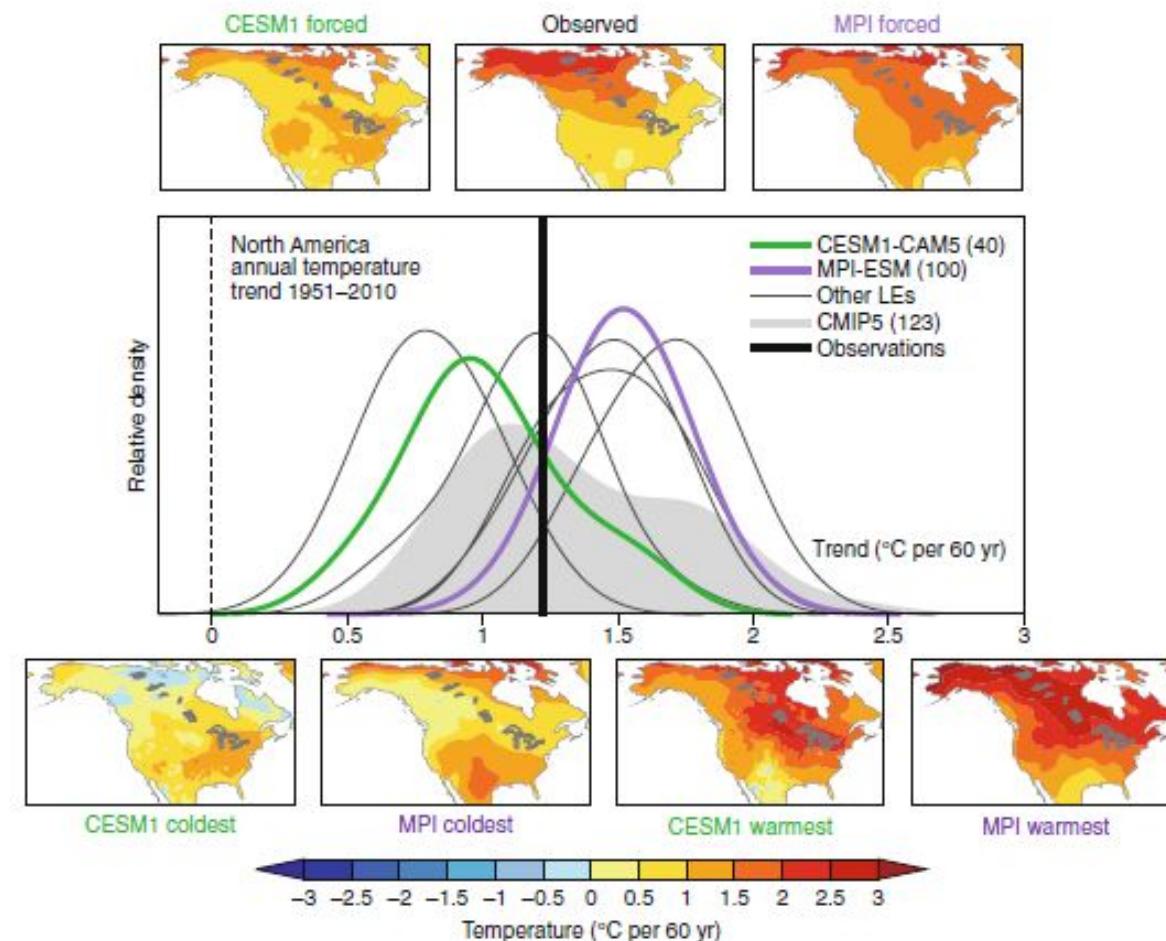 CESM1 forced
Observed
MPI forced
North America
annual temperature
trend 1951–2010
CESM1-CAM5 (40)
MPI-ESM (100)
Other LEs
CMIP5 (123)
Observations
Relative density
Trend (°C per 60 yr)
0 0.5 1 1.5 2 2.5 3
CESM1 coldest
MPI coldest
CESM1 warmest
MPI warmest
−3 −2.5 −2 −1.5 −1 −0.5 0 0.5 1 1.5 2 2.5 3
Temperature (°C per 60 yr)